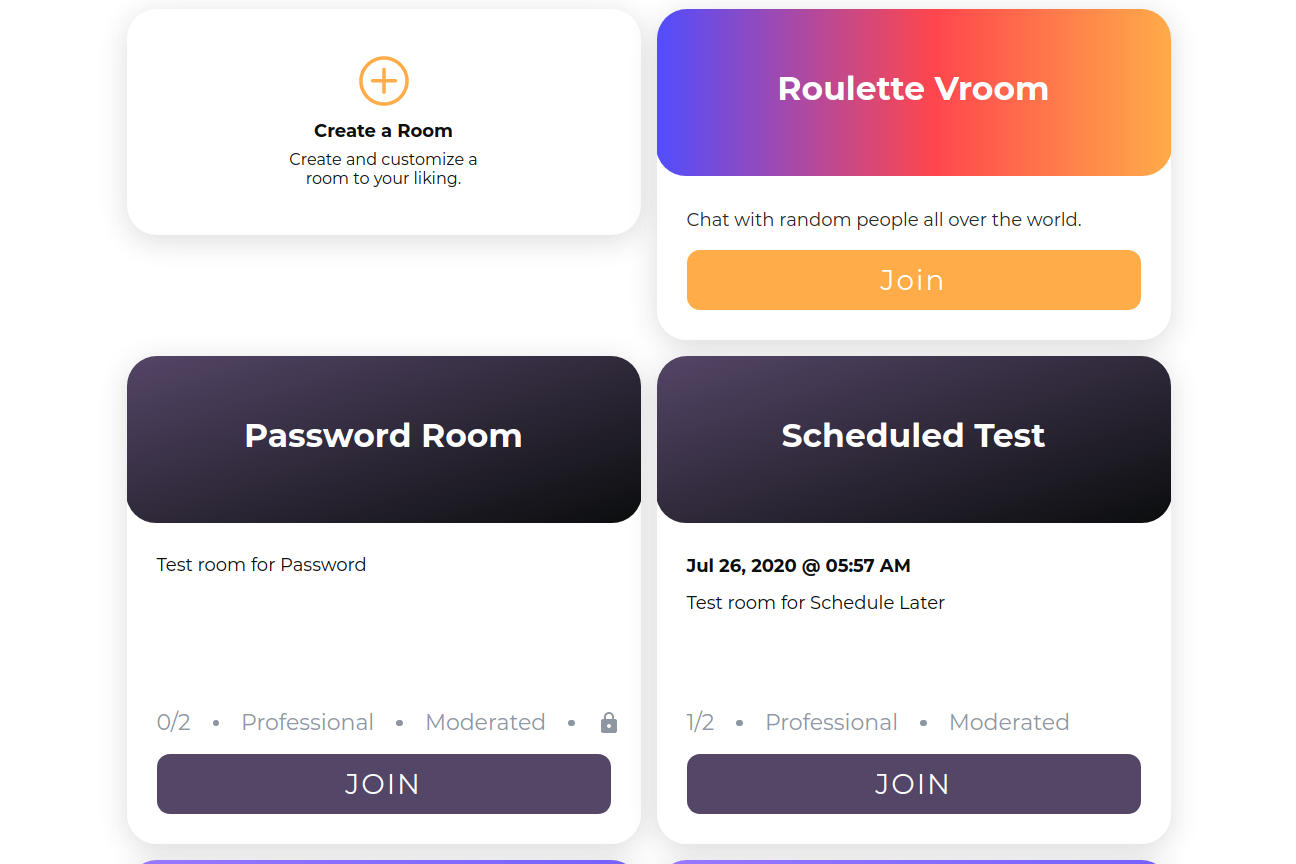 Create a Room
Create and customize a
room to your liking.
Roulette Vroom
Chat with random people all over the world.
Join
Password Room
Test room for Password
0/2 • Professional • Moderated •
JOIN
Scheduled Test
Jul 26, 2020 @ 05:57 AM
Test room for Schedule Later
1/2 • Professional • Moderated
JOIN